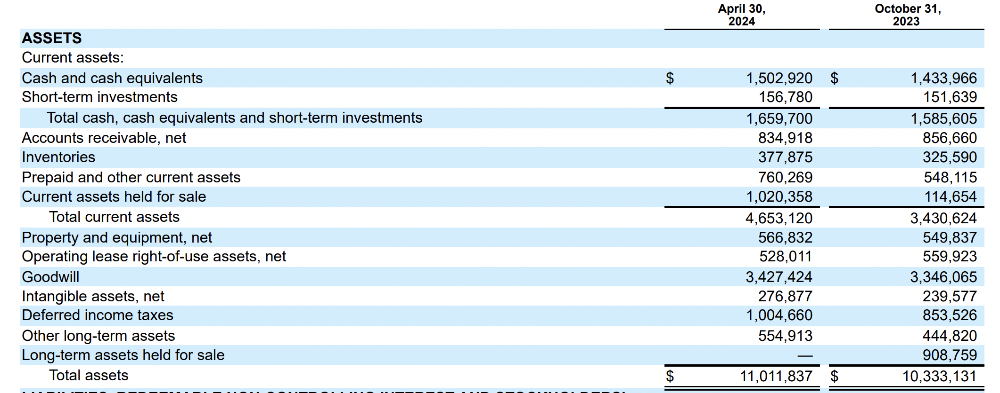 April 30, October 31,
2024 2023
ASSETS
Current assets:
Cash and cash equivalents $ 1,502,920 $ 1,433,966
Short-term investments 156,780 151,639
Total cash, cash equivalents and short-term investments 1,659,700 1,585,605
Accounts receivable, net 834,918 856,660
Inventories 377,875 325,590
Prepaid and other current assets 760,269 548,115
Current assets held for sale 1,020,358 114,654
Total current assets 4,653,120 3,430,624
Property and equipment, net 566,832 549,837
Operating lease right-of-use assets, net 528,011 559,923
Goodwill 3,427,424 3,346,065
Intangible assets, net 276,877 239,577
Deferred income taxes 1,004,660 853,526
Other long-term assets 554,913 444,820
Long-term assets held for sale — 908,759
Total assets $ 11,011,837 $ 10,333,131